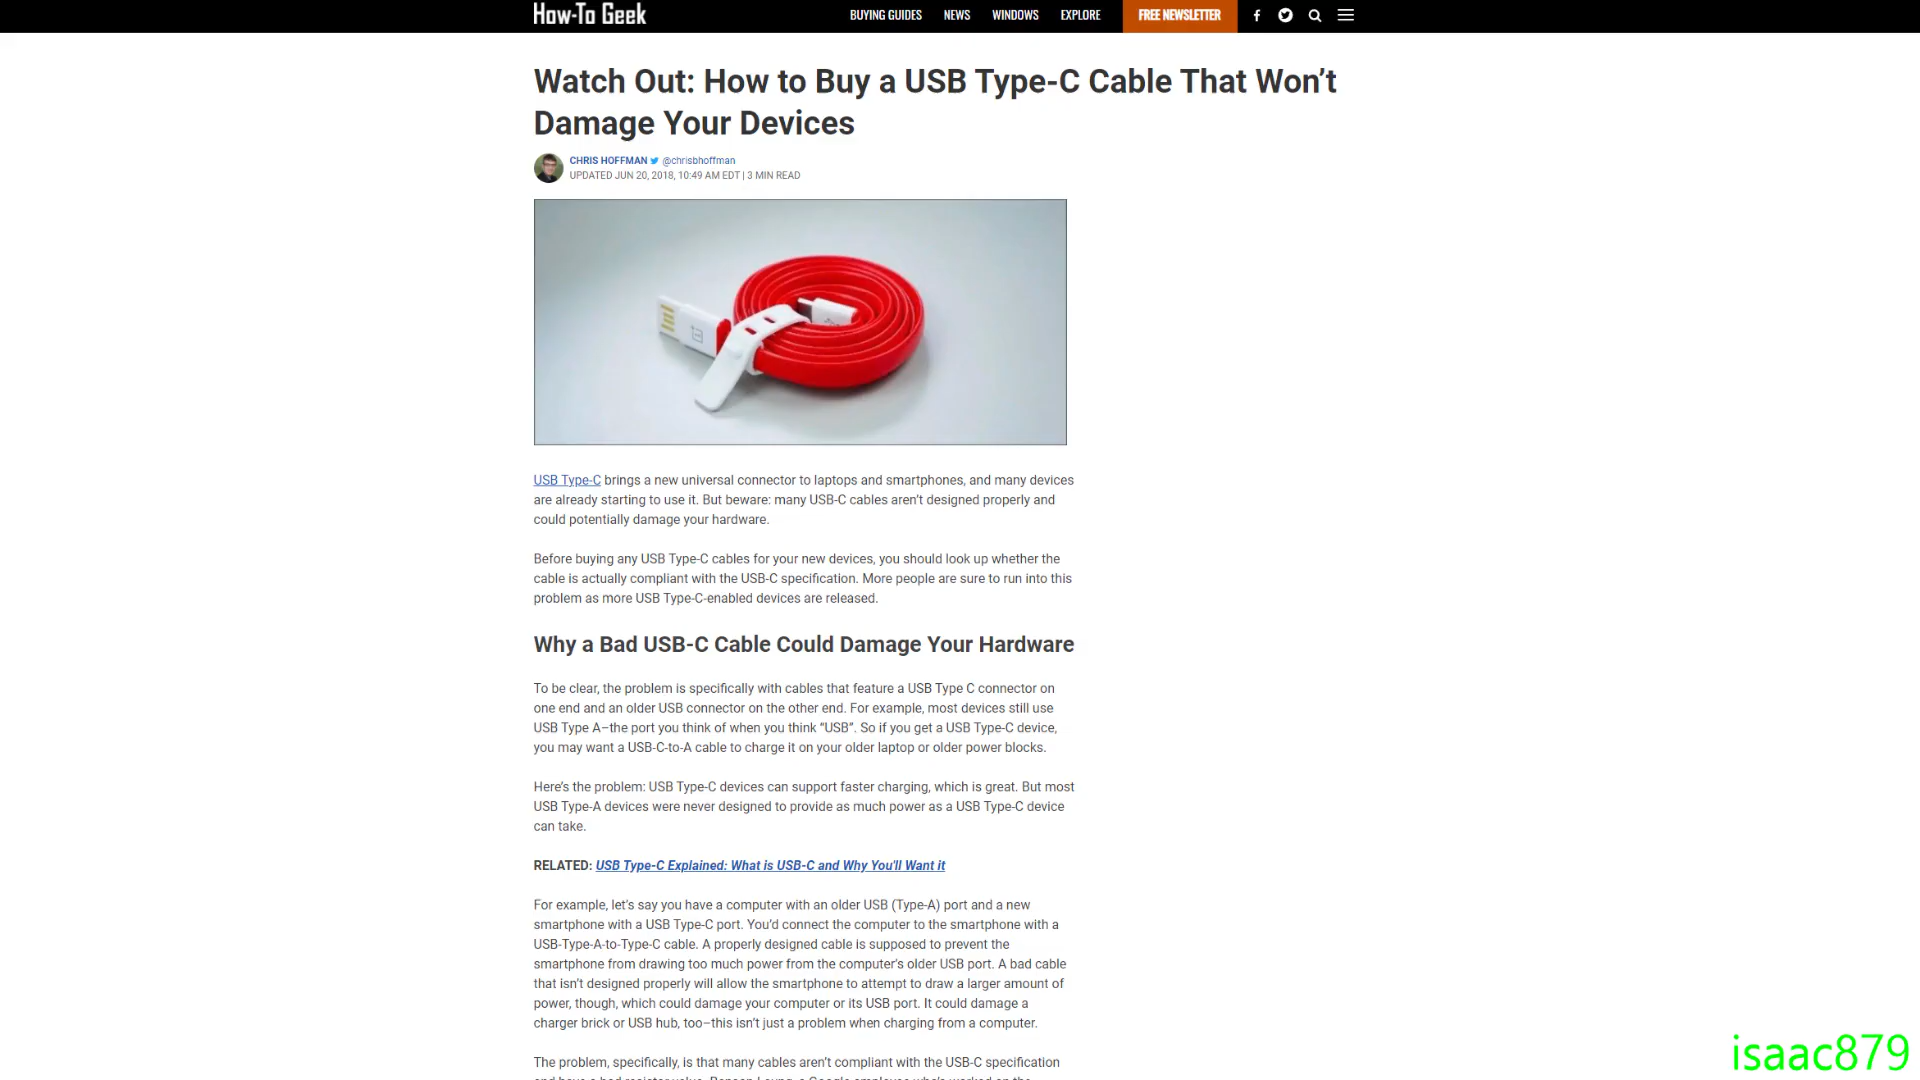 How-To Geek
BUYING GUIDES NEWS WINDOWS EXPLORE FREE NEWSLETTER
Watch Out: How to Buy a USB Type-C Cable That Won’t
Damage Your Devices
CHRIS HOFFMAN @chrisbhoffman
UPDATED JUN 20, 2018, 10:49 AM EDT | 3 MIN READ
USB Type-C brings a new universal connector to laptops and smartphones, and many devices
are already starting to use it. But beware: many USB-C cables aren’t designed properly and
could potentially damage your hardware.
Before buying any USB Type-C cables for your new devices, you should look up whether the
cable is actually compliant with the USB-C specification. More people are sure to run into this
problem as more USB Type-C-enabled devices are released.
Why a Bad USB-C Cable Could Damage Your Hardware
To be clear, the problem is specifically with cables that feature a USB Type C connector on
one end and an older USB connector on the other end. For example, most devices still use
USB Type A–the port you think of when you think “USB”. So if you get a USB Type-C device,
you may want a USB-C-to-A cable to charge it on your older laptop or older power blocks.
Here’s the problem: USB Type-C devices can support faster charging, which is great. But most
USB Type-A devices were never designed to provide as much power as a USB Type-C device
can take.
RELATED: USB Type-C Explained: What is USB-C and Why You'll Want it
For example, let’s say you have a computer with an older USB (Type-A) port and a new
smartphone with a USB Type-C port. You’d connect the computer to the smartphone with a
USB-Type-A-to-Type-C cable. A properly designed cable is supposed to prevent the
smartphone from drawing too much power from the computer’s older USB port. A bad cable
that isn’t designed properly will allow the smartphone to attempt to draw a larger amount of
power, though, which could damage your computer or its USB port. It could damage a
charger brick or USB hub, too–this isn’t just a problem when charging from a computer.
The problem, specifically, is that many cables aren’t compliant with the USB-C specification
isaac879